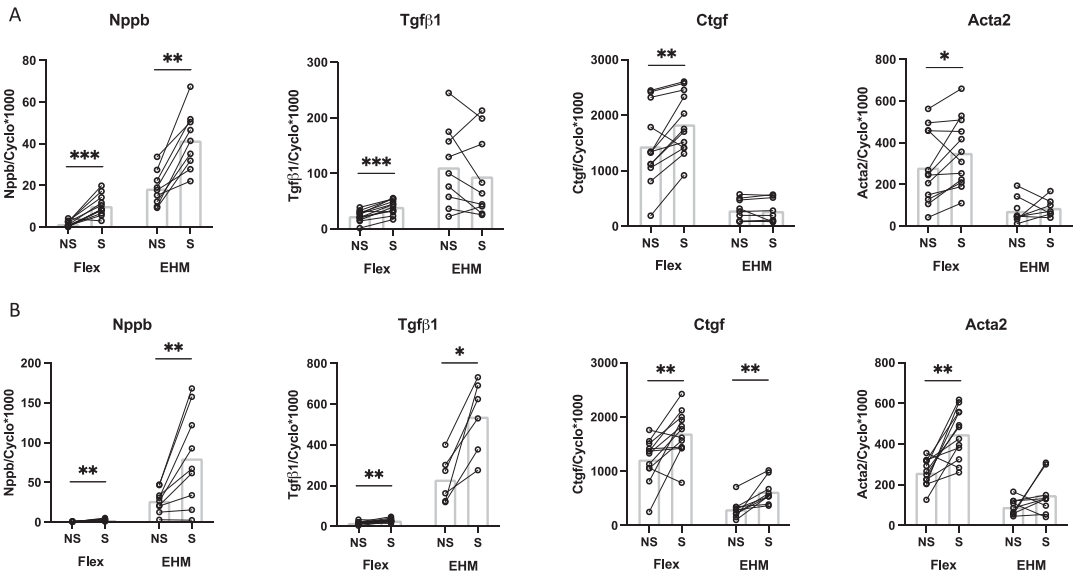 A
Nppb
Nppb/Cyclo*1000
80
60
40
20
0
***
**
NS S NS S
Flex EHM
Tgfβ1
Tgfβ1/Cyclo*1000
300
200
100
0
***
NS S NS S
Flex EHM
Ctgf
Ctgf/Cyclo*1000
3000
2000
1000
0
**
NS S NS S
Flex EHM
Acta2
Acta2/Cyclo*1000
800
600
400
200
0
*
NS S NS S
Flex EHM
B
Nppb
Nppb/Cyclo*1000
200
150
100
50
0
**
**
NS S NS S
Flex EHM
Tgfβ1
Tgfβ1/Cyclo*1000
800
600
400
200
0
**
*
NS S NS S
Flex EHM
Ctgf
Ctgf/Cyclo*1000
3000
2000
1000
0
**
**
NS S NS S
Flex EHM
Acta2
Acta2/Cyclo*1000
800
600
400
200
0
**
NS S NS S
Flex EHM